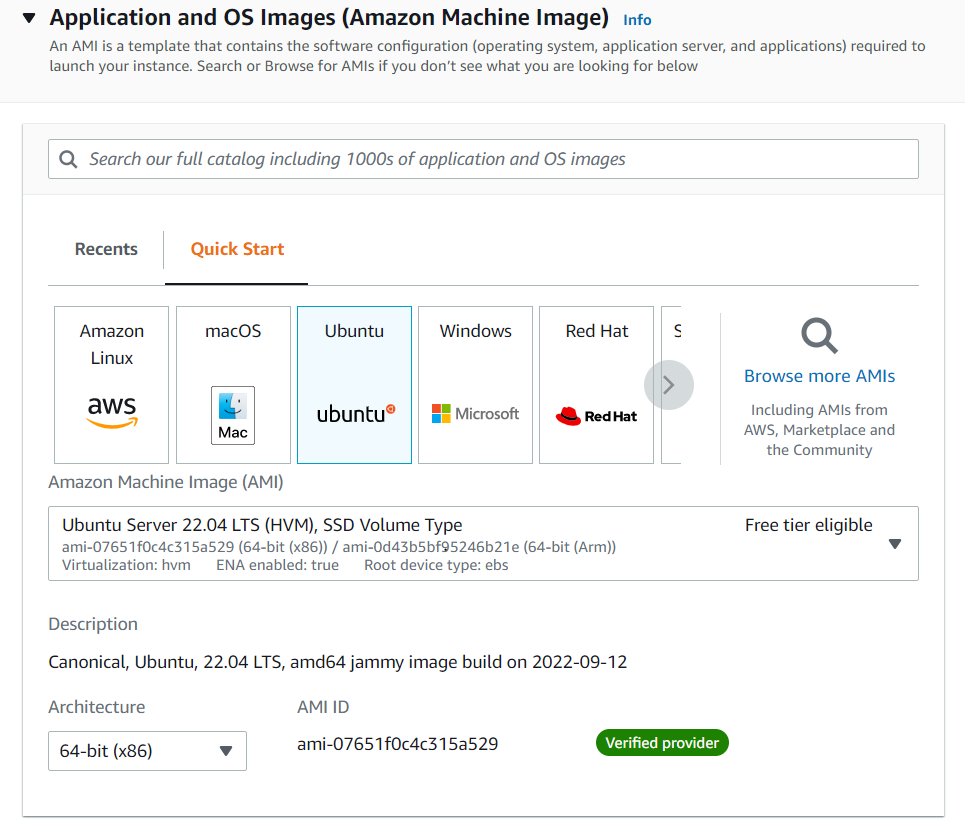 Application and OS Images (Amazon Machine Image) Info
An AMI is a template that contains the software configuration (operating system, application server, and applications) required to
launch your instance. Search or Browse for AMIs if you don't see what you are looking for below
Search our full catalog including 1000s of application and OS images
Recents
Quick Start
Amazon
Linux
aws
macOS
Mac
Ubuntu
ubuntu
Windows
Microsoft
Red Hat
Red Hat
S
Browse more AMIs
Including AMIs from
AWS, Marketplace and
the Community
Amazon Machine Image (AMI)
Ubuntu Server 22.04 LTS (HVM), SSD Volume Type
Free tier eligible
ami-07651f0c4c315a529 (64-bit (x86)) / ami-0d43b5bf95246b21e (64-bit (Arm))
Virtualization: hvm ENA enabled: true Root device type: ebs
Description
Canonical, Ubuntu, 22.04 LTS, amd64 jammy image build on 2022-09-12
Architecture
AMI ID
64-bit (x86)
ami-07651f0c4c315a529
Verified provider